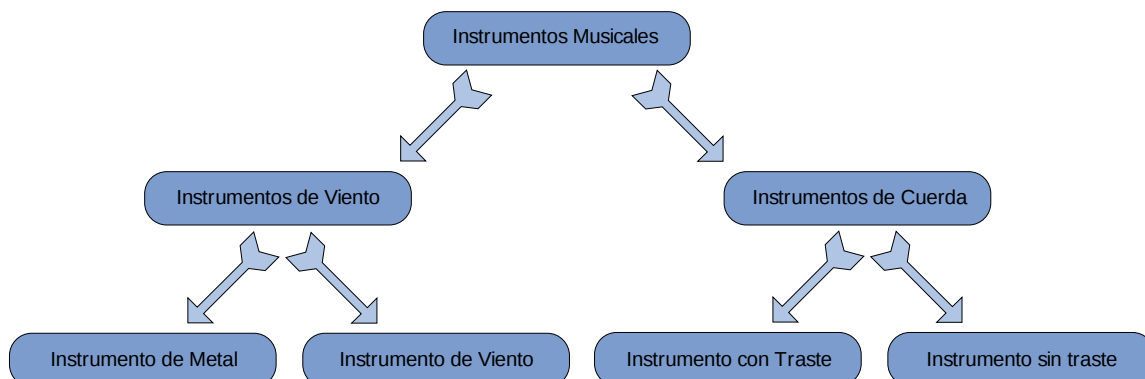 Instrumentos Musicales
Instrumentos de Viento
Instrumentos de Cuerda
Instrumento de Metal
Instrumento de Viento
Instrumento con Traste
Instrumento sin traste